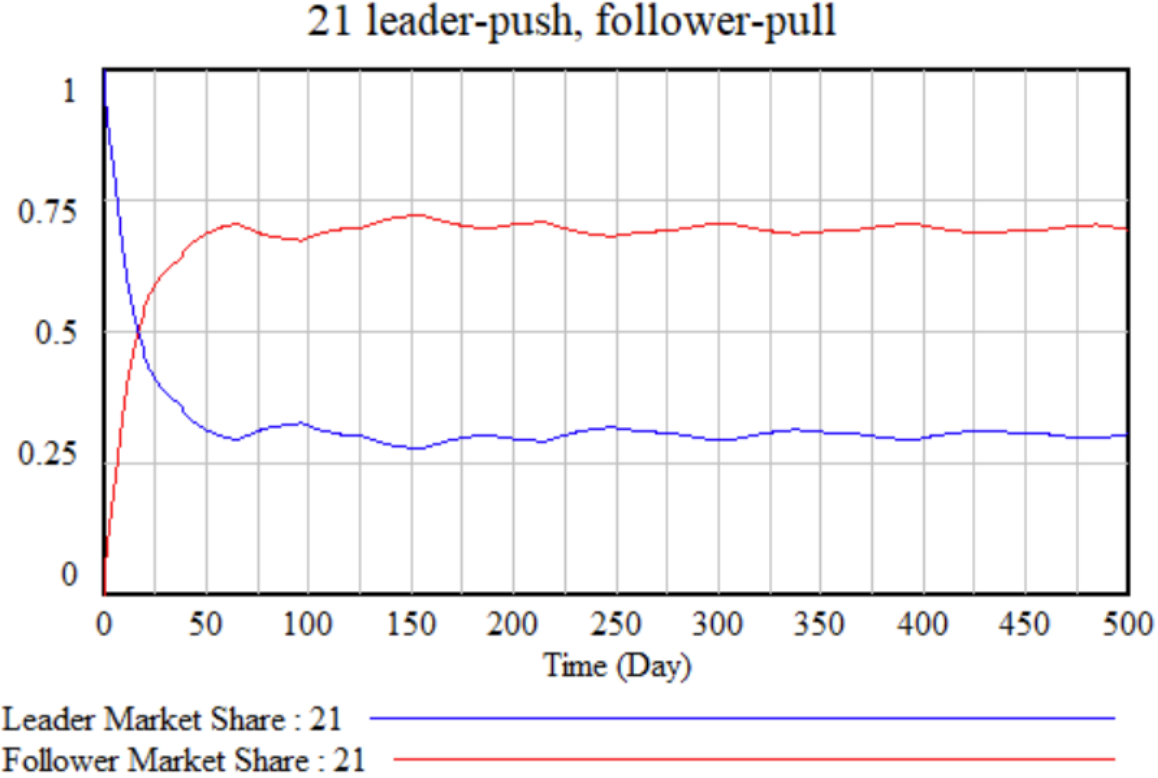 21 leader-push, follower-pull
1
0.75
0.5
0.25
0
0 50 100 150 200 250 300 350 400 450 500
Time (Day)
Leader Market Share : 21
Follower Market Share : 21